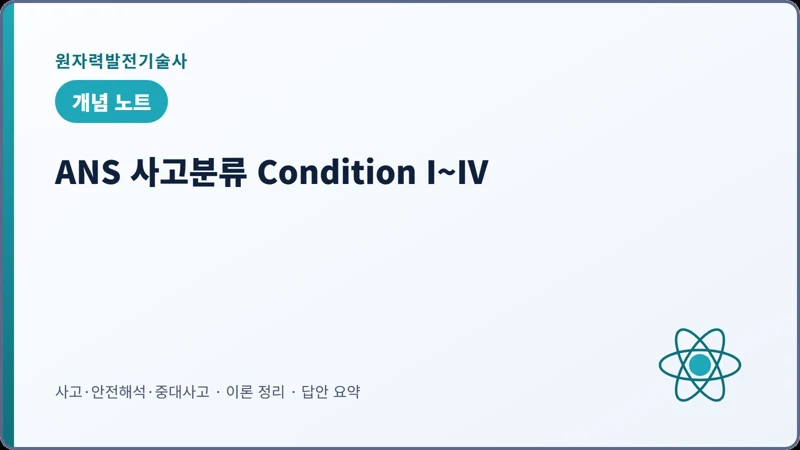 원자력발전기술사
개념 노트
ANS 사고분류 Condition I~IV
사고·안전해석·중대사고 · 이론 정리 · 답안 요약